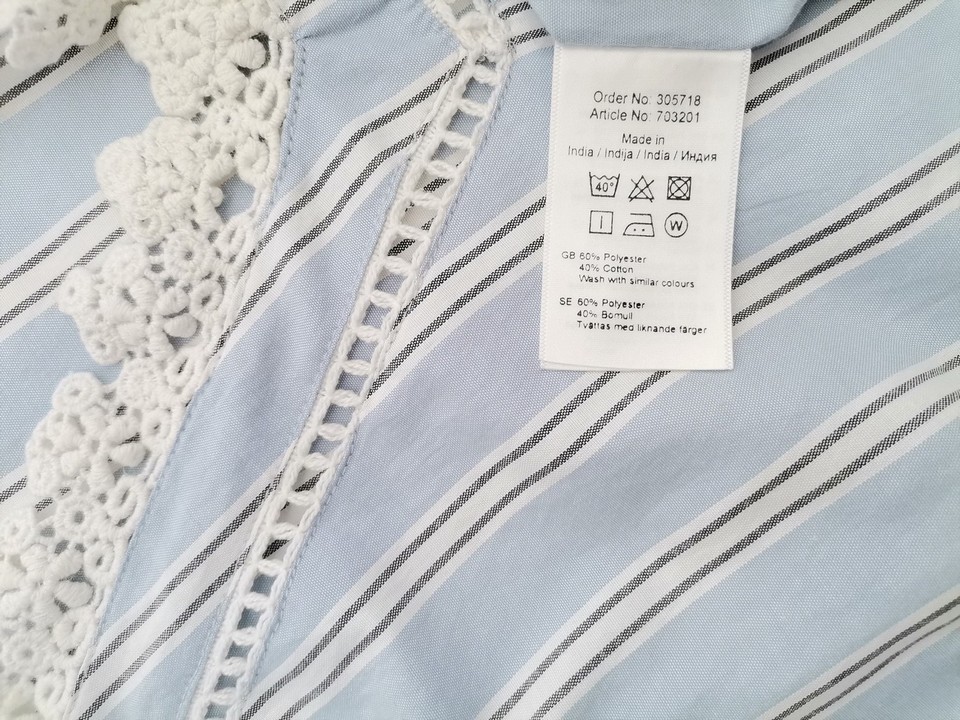 Order No: 305718
Article No: 703201
Made in
India / Indija / India / Индия
40°
W
GB 60% Polyester
40% Cotton
Wash with similar colours
SE 60% Polyester
40% Bomull
Tvättas med liknande färger